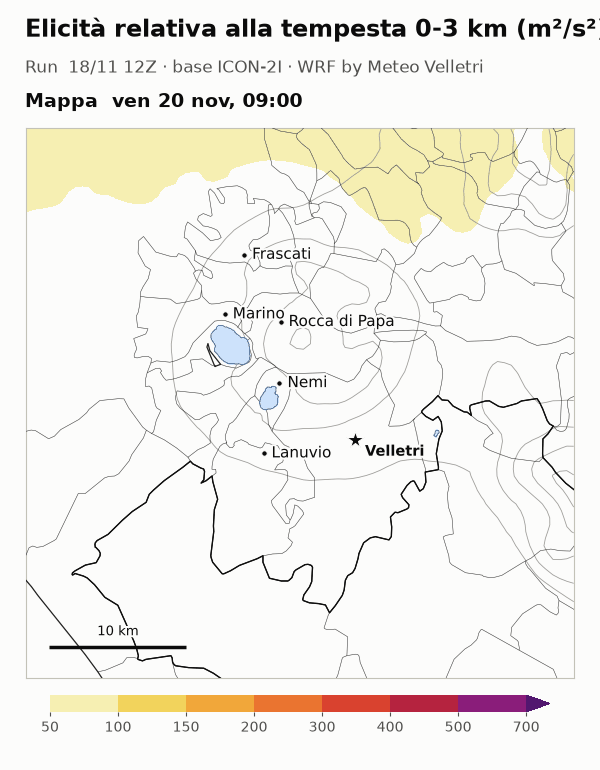 Elicità relativa alla tempesta 0-3 km (m²/s²)
Run 18/11 12Z · base ICON-2I · WRF by Meteo Velletri
Mappa ven 20 nov, 09:00
Frascati
Marino
Rocca di Papa
Nemi
Lanuvio
Velletri
10 km
50 100 150 200 300 400 500 700